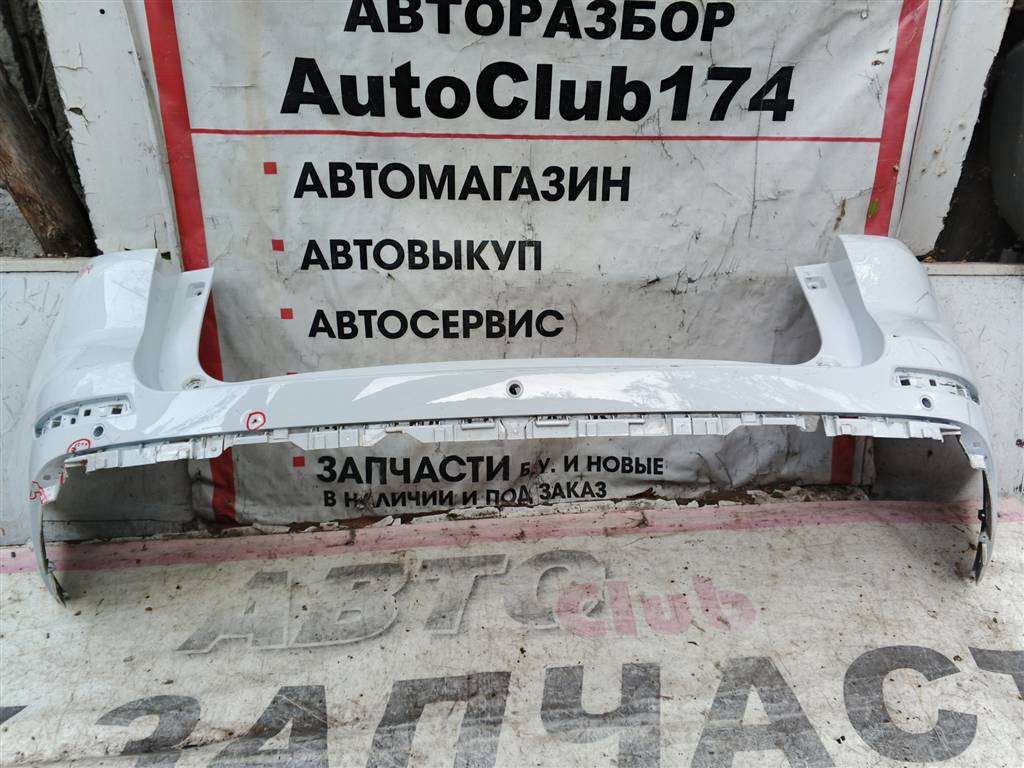 АВТОРАЗБОР
AutoClub174
АВТОМАГАЗИН
АВТОВЫКУП
АВТОСЕРВИС
ЗАПЧАСТИ Б.У. И НОВЫЕ
В НАЛИЧИИ И ПОД ЗАКАЗ
АВТО
Club
ЗАПЧАСТ